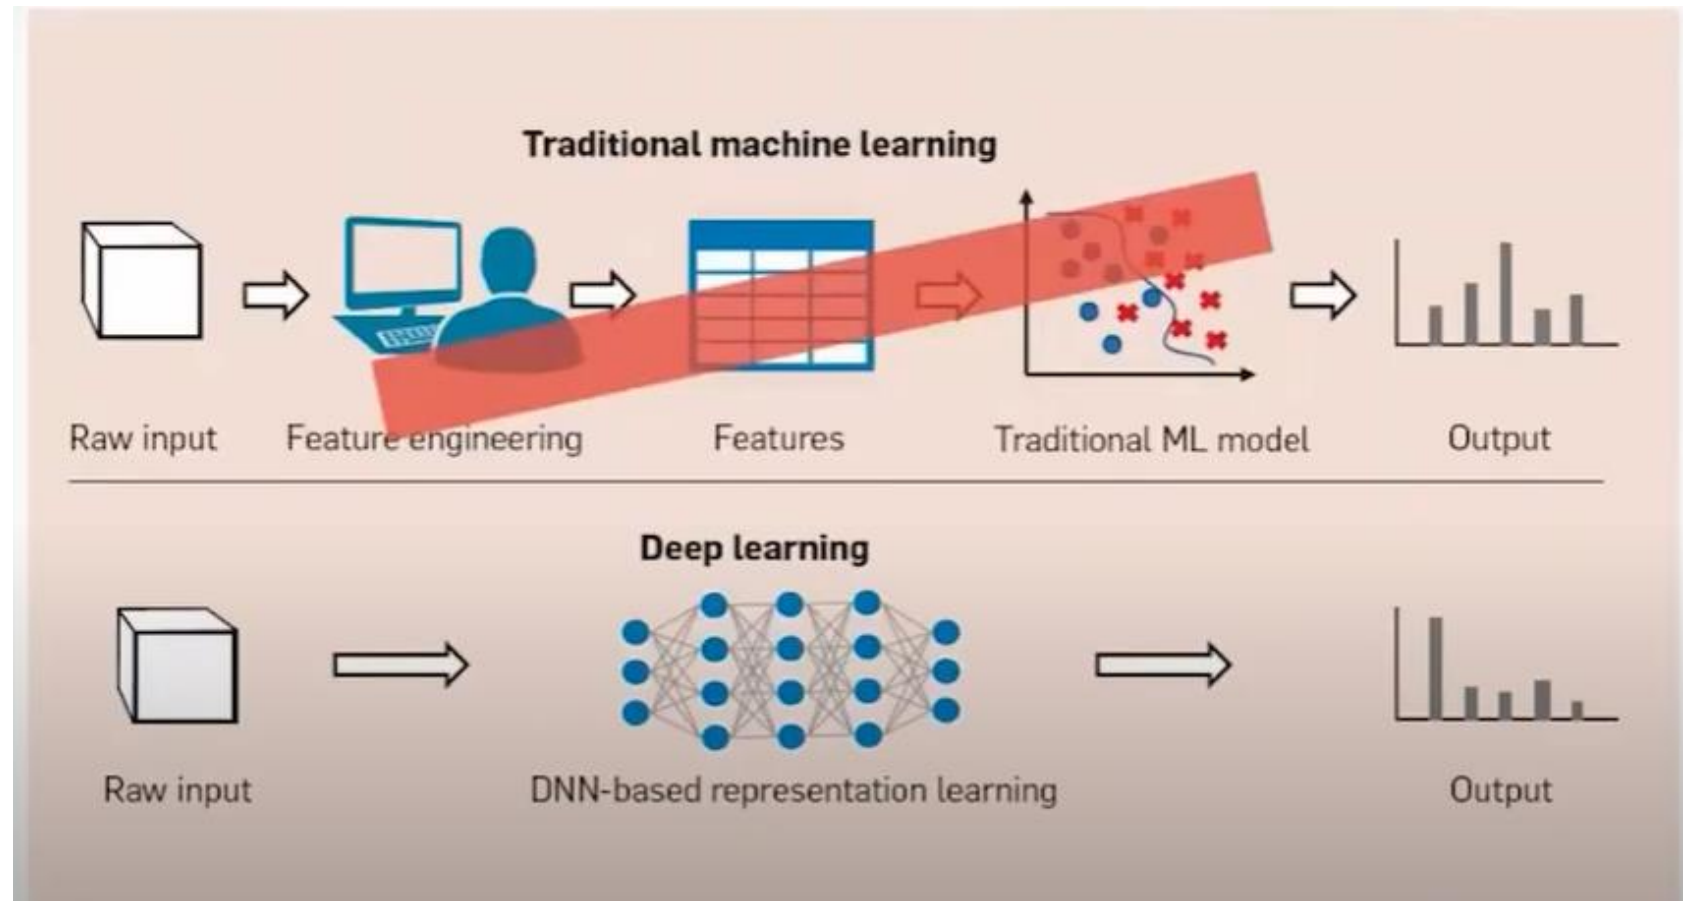 Traditional machine learning
Raw input
Feature engineering
Features
Traditional ML model
Output
Deep learning
Raw input
DNN-based representation learning
Output